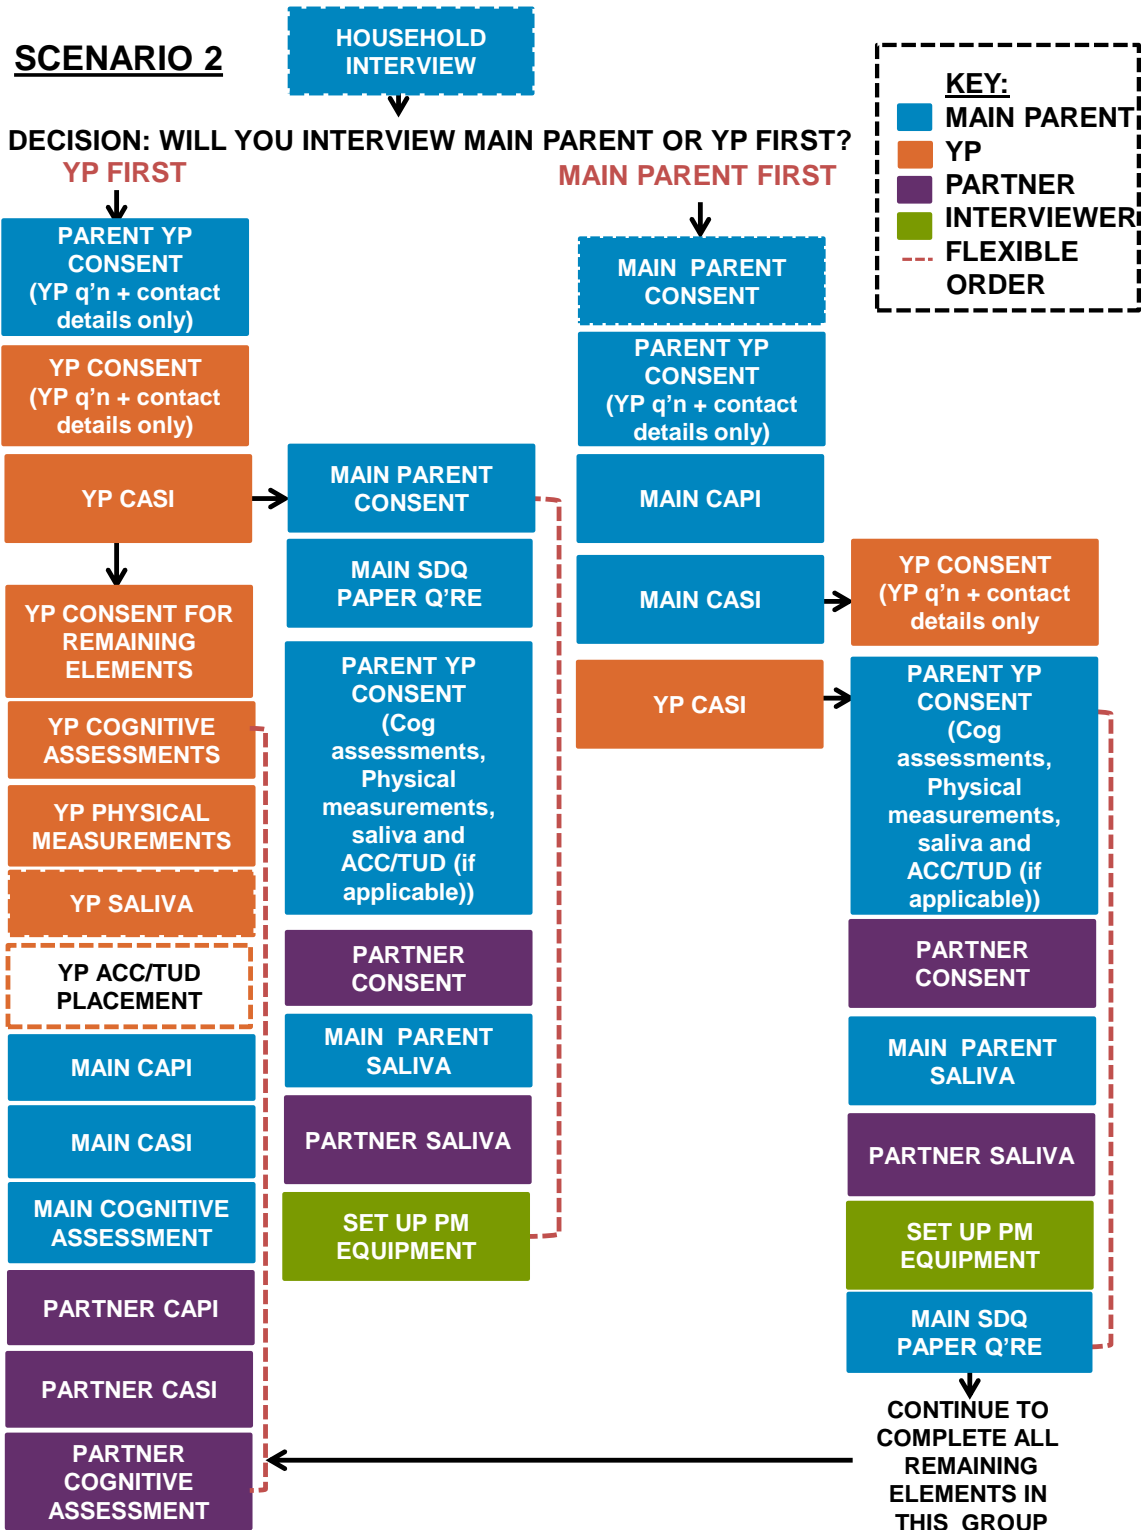 SCENARIO 2
HOUSEHOLD
INTERVIEW
KEY:
MAIN PARENT
YP
PARTNER
INTERVIEWER
FLEXIBLE
ORDER
DECISION: WILL YOU INTERVIEW MAIN PARENT OR YP FIRST?
YP FIRST
MAIN PARENT FIRST
PARENT YP
CONSENT
(YP q'n + contact
details only)
YP CONSENT
(YP q'n + contact
details only)
YP CASI
YP CONSENT FOR
REMAINING
ELEMENTS
YP COGNITIVE
ASSESSMENTS
YP PHYSICAL
MEASUREMENTS
YP SALIVA
YP ACC/TUD
PLACEMENT
MAIN CAPI
MAIN CASI
MAIN COGNITIVE
ASSESSMENT
PARTNER CAPI
PARTNER CASI
PARTNER
COGNITIVE
ASSESSMENT
MAIN PARENT
CONSENT
MAIN SDQ
PAPER Q’RE
PARENT YP
CONSENT
(Cog
assessments,
Physical
measurements,
saliva and
ACC/TUD (if
applicable))
PARTNER
CONSENT
MAIN PARENT
SALIVA
PARTNER SALIVA
SET UP PM
EQUIPMENT
MAIN PARENT
CONSENT
PARENT YP
CONSENT
(YP q'n + contact
details only)
MAIN CAPI
MAIN CASI
YP CASI
YP CONSENT
(YP q'n + contact
details only
PARENT YP
CONSENT
(Cog
assessments,
Physical
measurements,
saliva and
ACC/TUD (if
applicable))
PARTNER
CONSENT
MAIN PARENT
SALIVA
PARTNER SALIVA
SET UP PM
EQUIPMENT
MAIN SDQ
PAPER Q’RE
CONTINUE TO
COMPLETE ALL
REMAINING
ELEMENTS IN
THIS GROUP